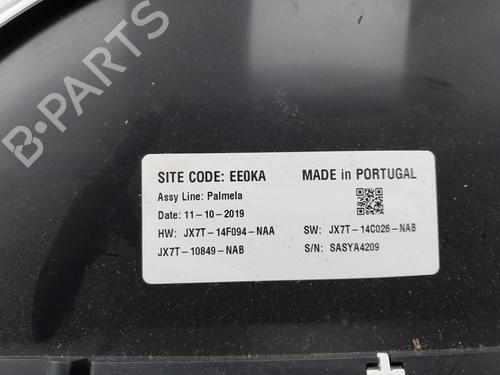 B-PARTS
SITE CODE: EE0KA MADE in PORTUGAL
Assy Line: Palmela
Date: 11-10-2019
HW: JX7T-14F094-NAA SW: JX7T-14C026-NAB
JX7T-10849-NAB S/N: SASYA4209